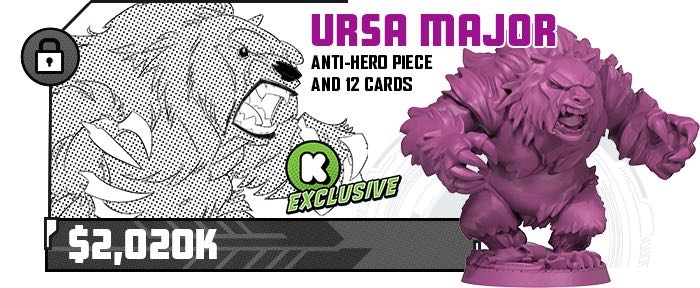 URSA MAJOR
ANTI-HERO PIECE
AND 12 CARDS
K
EXCLUSIVE
$2,020K